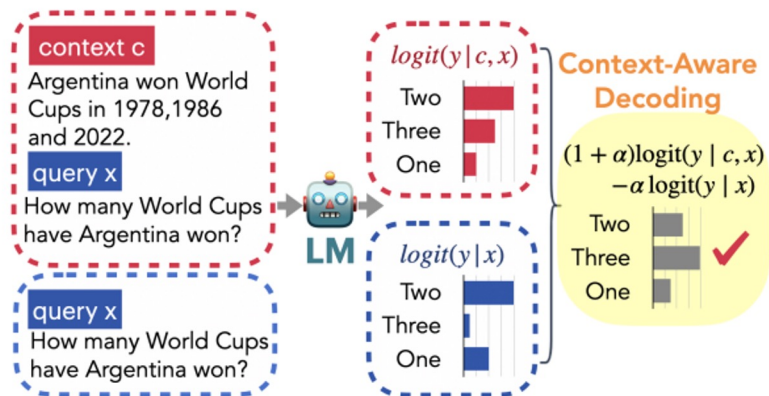 context c
Argentina won World
Cups in 1978,1986
and 2022.
query x
How many World Cups
have Argentina won?
query x
How many World Cups
have Argentina won?
LM
logit(y|c, x)
Two
Three
One
logit(y|x)
Two
Three
One
Context-Aware
Decoding
(1 + α)logit(y | c, x)
−α logit(y | x)
Two
Three
One